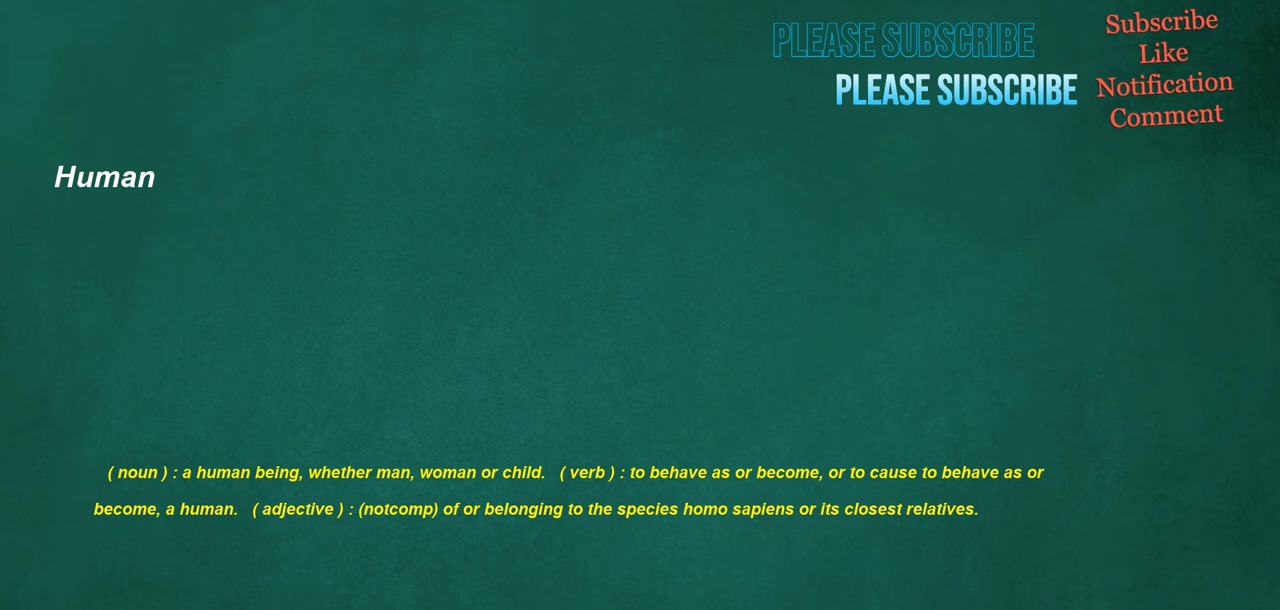 PLEASE SUBSCRIBE
PLEASE SUBSCRIBE
Subscribe
Like
Notification
Comment
Human
( noun ) : a human being, whether man, woman or child. ( verb ) : to behave as or become, or to cause to behave as or
become, a human. ( adjective ) : (notcomp) of or belonging to the species homo sapiens or its closest relatives.